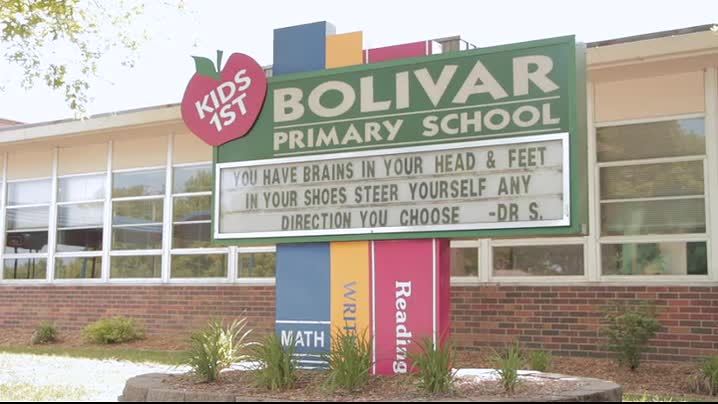 KIDS
1ST
BOLIVAR
PRIMARY SCHOOL
YOU HAVE BRAINS IN YOUR HEAD & FEET
IN YOUR SHOES STEER YOURSELF ANY
DIRECTION YOU CHOOSE -DR S.
MATH
WRI
Reading